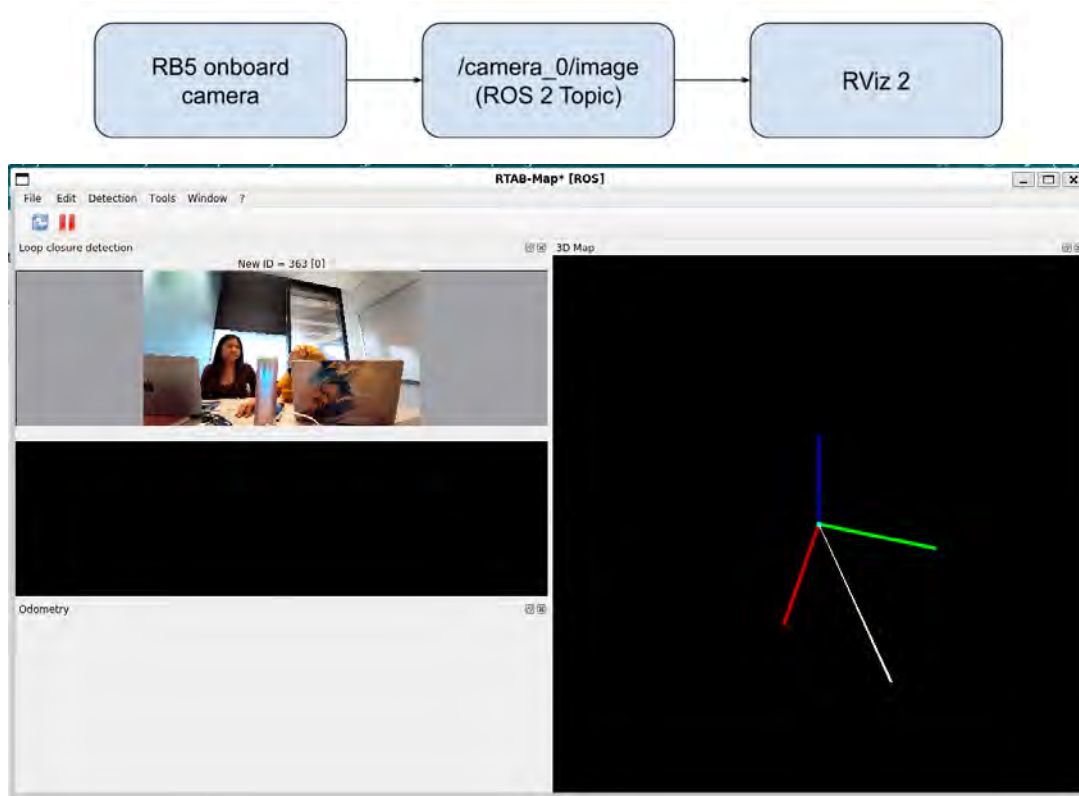 RB5 onboard
camera
/camera_0/image
(ROS 2 Topic)
RViz 2
RTAB-Map* [ROS]
File Edit Detection Tools Window ?
Loop closure detection
3D Map
New ID = 363 [0]
Odometry